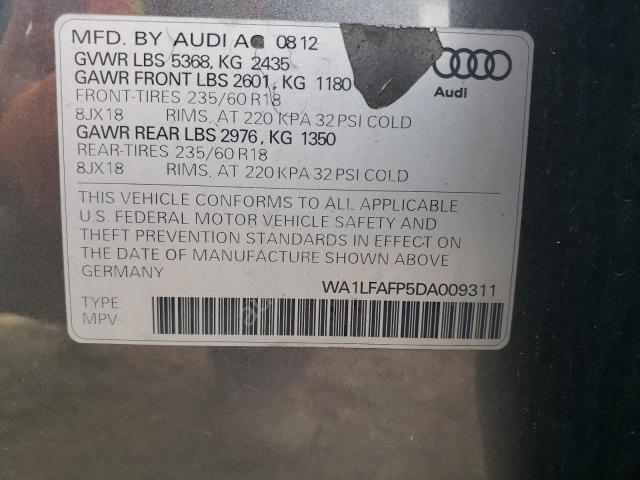 MFD. BY AUDI AG 08 12
GVWR LBS 5368, KG 2435
GAWR FRONT LBS 2601, KG 1180
FRONT-TIRES 235/60 R18
8JX18 RIMS, AT 220 KPA 32 PSI COLD
GAWR REAR LBS 2976, KG 1350
REAR-TIRES 235/60 R18
8JX18 RIMS, AT 220 KPA 32 PSI COLD
Audi
THIS VEHICLE CONFORMS TO ALL APPLICABLE
U.S. FEDERAL MOTOR VEHICLE SAFETY AND
THEFT PREVENTION STANDARDS IN EFFECT ON
THE DATE OF MANUFACTURE SHOWN ABOVE
GERMANY
WA1LFAFP5DA009311
TYPE:
MPV